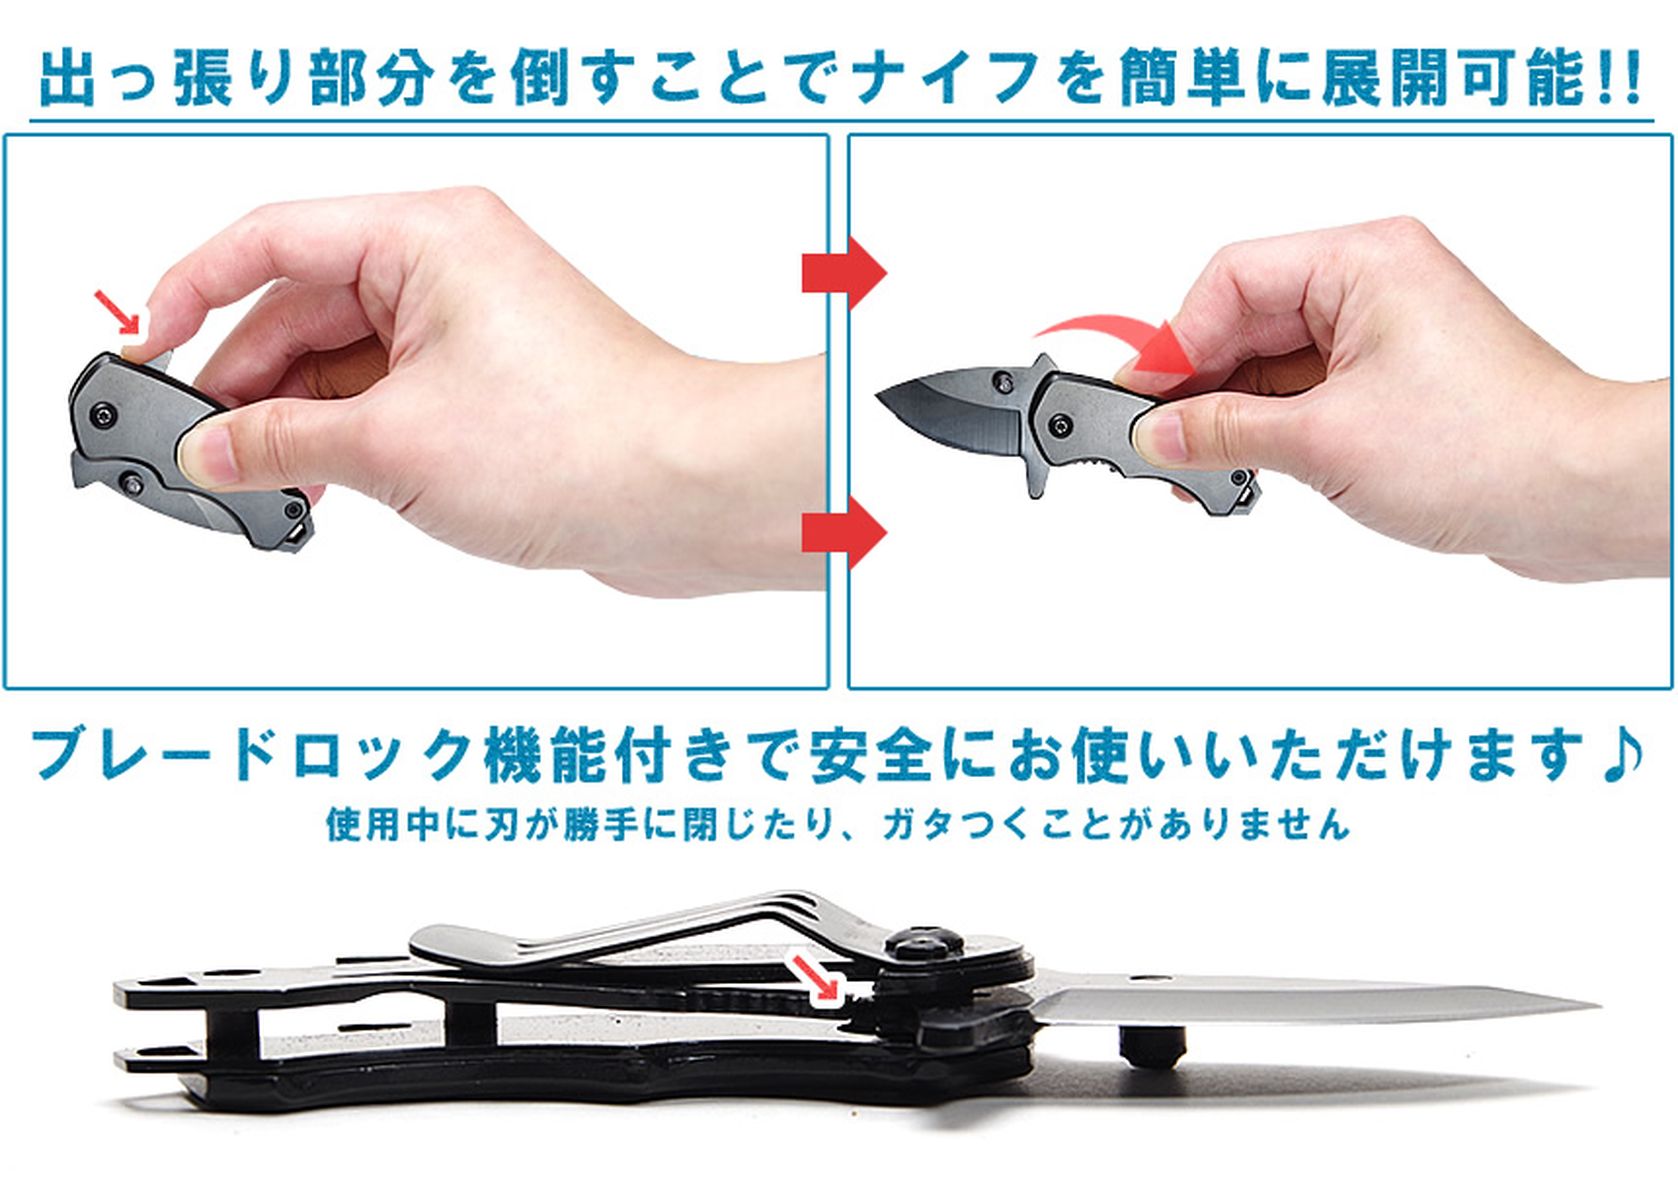 出っ張り部分を倒すことでナイフを簡単に展開可能!!
ブレードロック機能付きで安全にお使いいただけます♪
使用中に刃が勝手に閉じたり、ガタつくことがありません